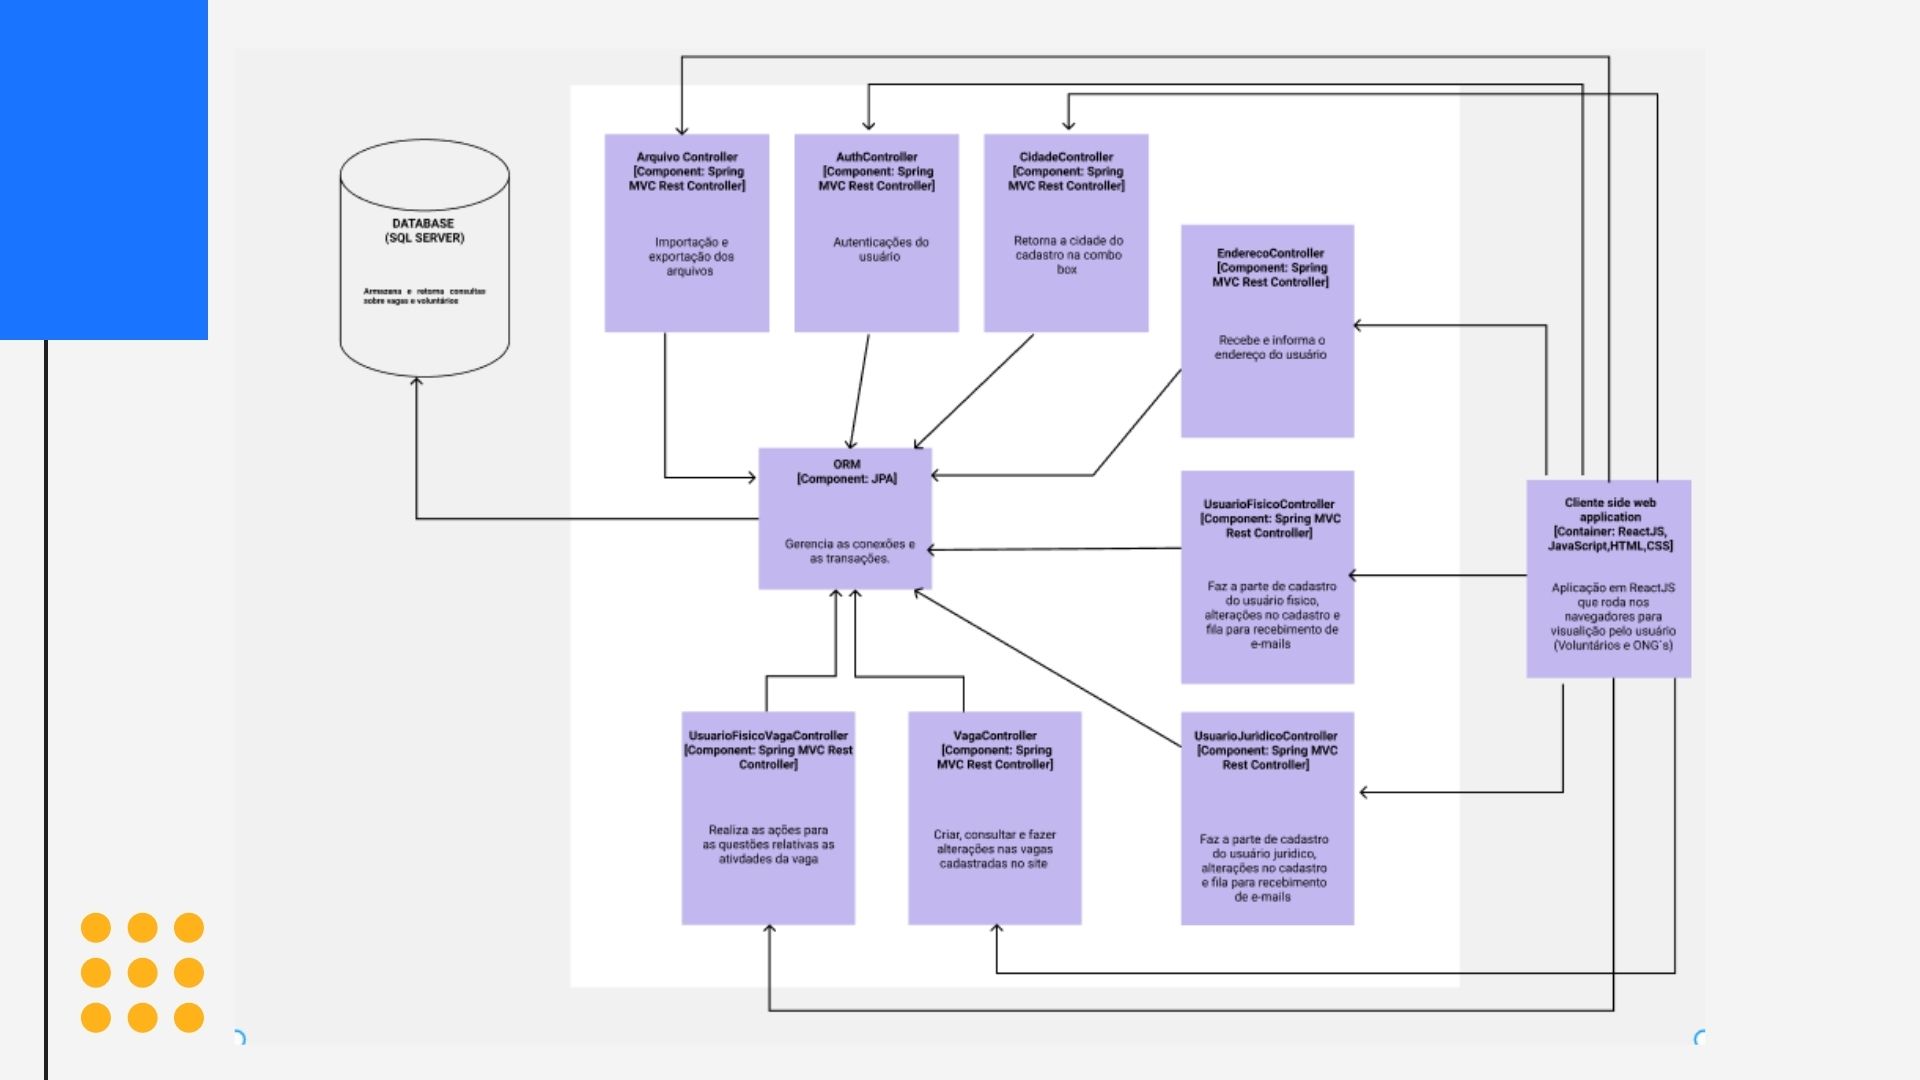 DATABASE
(SQL SERVER)
Armazena e retorna consultas
sobre vagas e voluntários
Arquivo Controller
[Component: Spring
MVC Rest Controller]
Importação e
exportação dos
arquivos
AuthController
[Component: Spring
MVC Rest Controller]
Autenticações do
usuário
CidadeController
[Component: Spring
MVC Rest Controller]
Retorna a cidade do
cadastro na combo
box
EnderecoController
[Component: Spring
MVC Rest Controller]
Recebe e informa o
endereço do usuário
ORM
[Component: JPA]
Gerencia as conexões e
as transações.
UsuarioFisicoController
[Component: Spring MVC
Rest Controller]
Faz a parte de cadastro
do usuário fisico,
alterações no cadastro e
fila para recebimento de
e-mails
Cliente side web
application
[Container: ReactJS,
JavaScript,HTML,CSS]
Aplicação em ReactJS
que roda nos
navegadores para
visualição pelo usuário
(Voluntários e ONG`s)
UsuarioFisicoVagaController
[Component: Spring MVC Rest
Controller]
Realiza as ações para
as questões relativas as
ativdades da vaga
VagaController
[Component: Spring
MVC Rest Controller]
Criar, consultar e fazer
alterações nas vagas
cadastradas no site
UsuarioJuridicoController
[Component: Spring MVC
Rest Controller]
Faz a parte de cadastro
do usuário juridico,
alterações no cadastro
e fila para recebimento
de e-mails